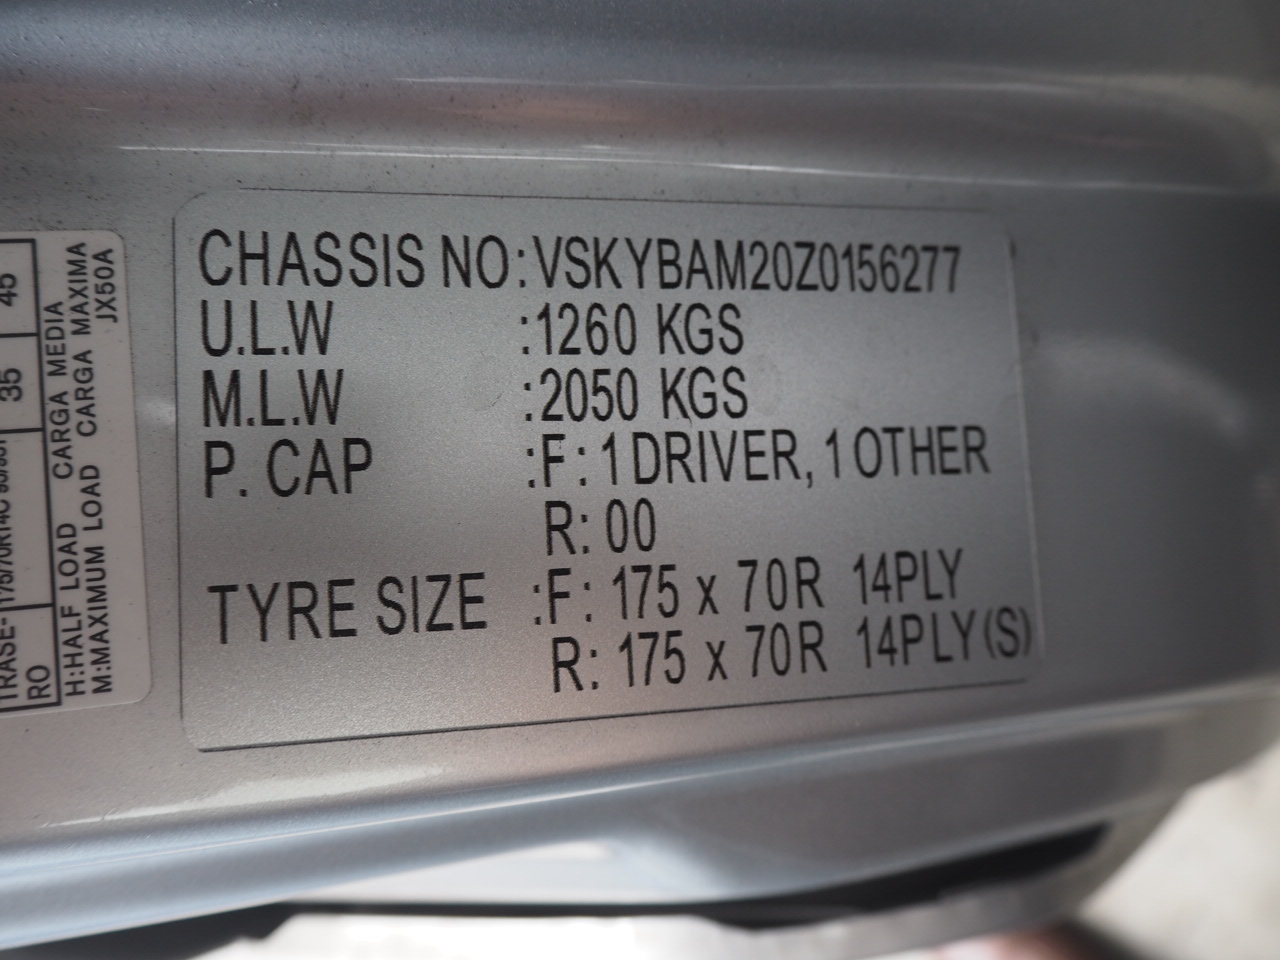 CHASSIS NO:VSKYBAM20Z0156277
U.L.W :1260 KGS
M.L.W :2050 KGS
P. CAP :F: 1 DRIVER, 1 OTHER
R: 00
TYRE SIZE :F: 175 x 70R 14PLY
R: 175 x 70R 14PLY(S)
TRASE-
RO
35
45
H:HALF LOAD CARGA MEDIA
M:MAXIMUM LOAD CARGA MAXIMA
JX50A